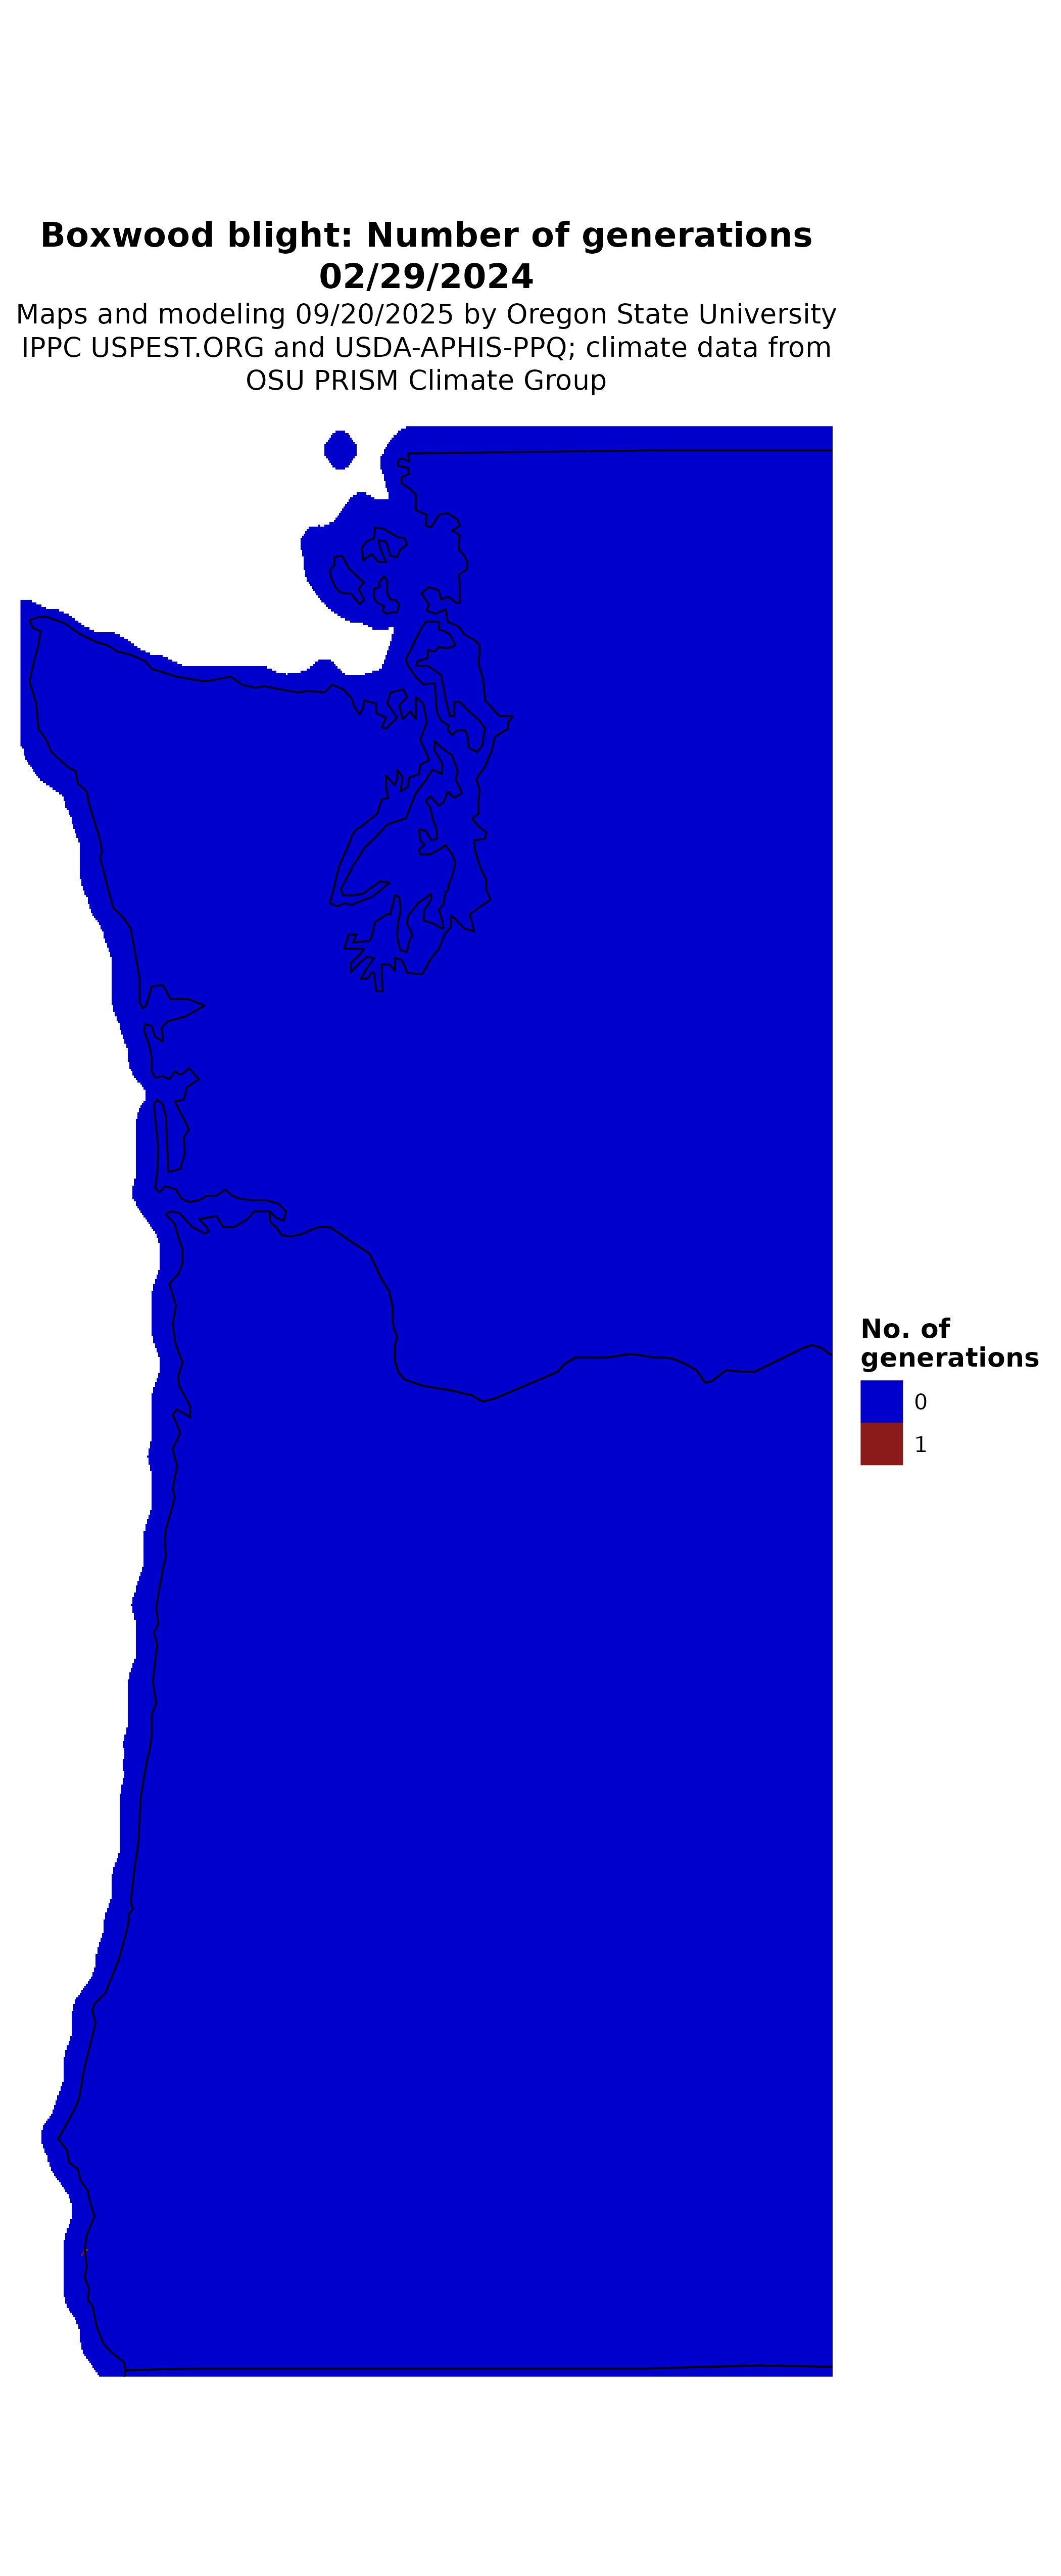 Boxwood blight: Number of generations
02/29/2024
Maps and modeling 09/20/2025 by Oregon State University
IPPC USPEST.ORG and USDA-APHIS-PPQ; climate data from
OSU PRISM Climate Group
No. of
generations
0
1